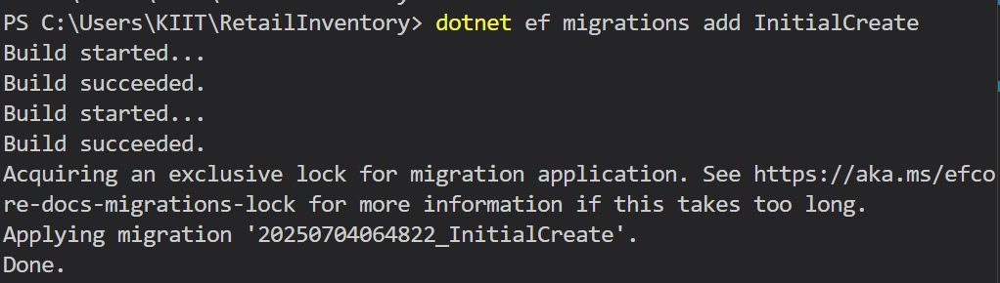 PS C:\Users\KIIT\RetailInventory> dotnet ef migrations add InitialCreate
Build started...
Build succeeded.
Build started...
Build succeeded.
Acquiring an exclusive lock for migration application. See https://aka.ms/efco
re-docs-migrations-lock for more information if this takes too long.
Applying migration '20250704064822_InitialCreate'.
Done.